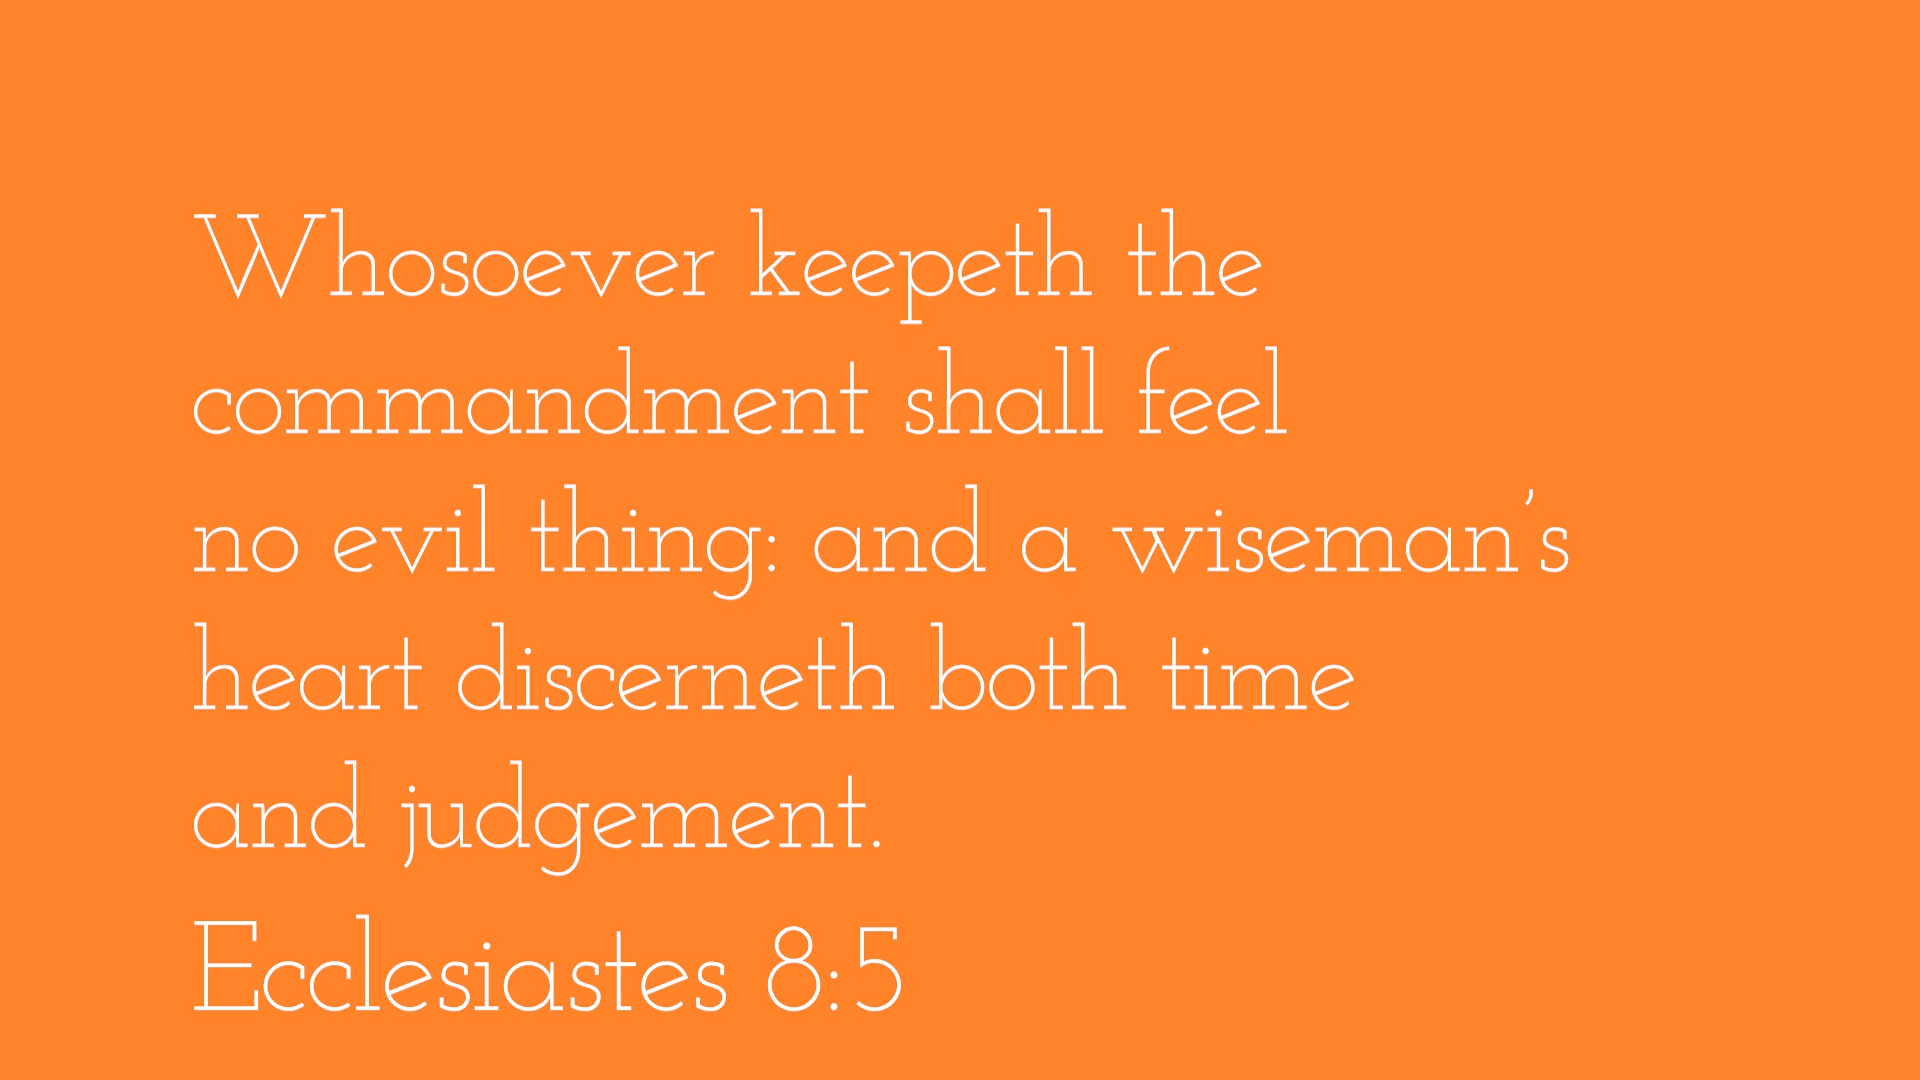 Whosoever keepeth the
commandment shall feel
no evil thing: and a wiseman’s
heart discerneth both time
and judgement.
Ecclesiastes 8:5